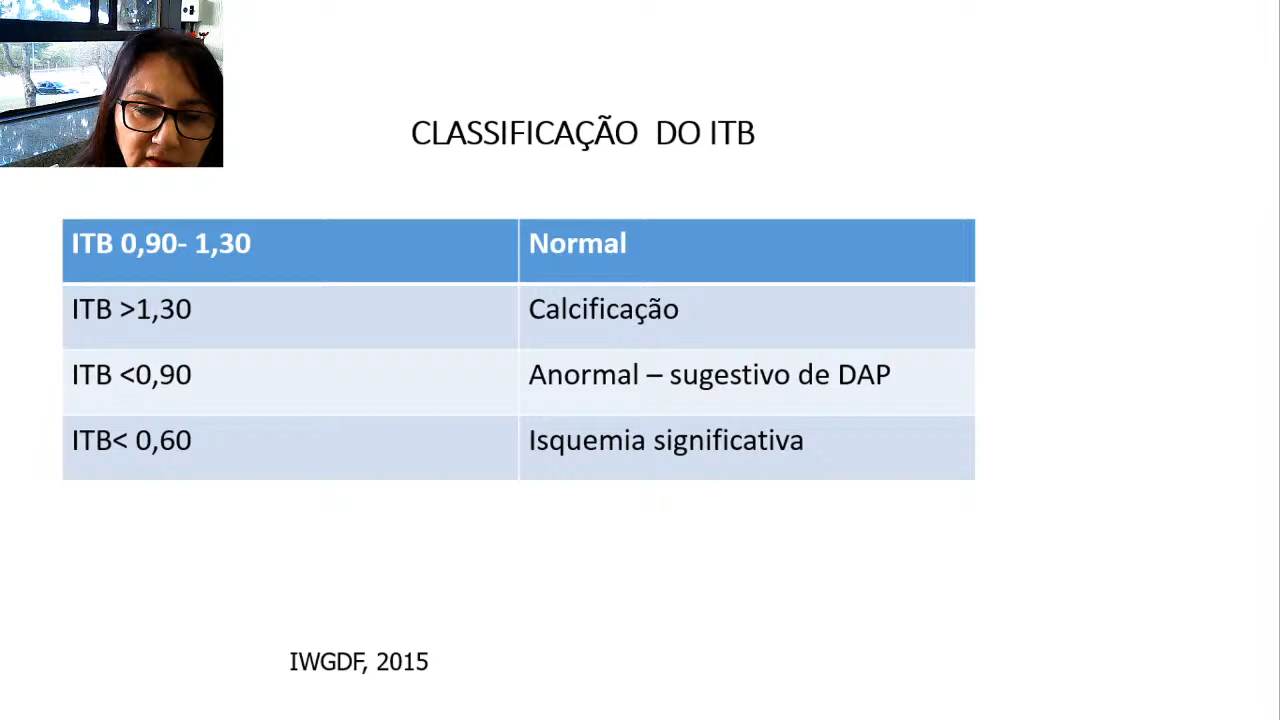 CLASSIFICAÇÃO DO ITB
ITB 0,90- 1,30 Normal
ITB >1,30 Calcificação
ITB <0,90 Anormal – sugestivo de DAP
ITB< 0,60 Isquemia significativa
IWGDF, 2015